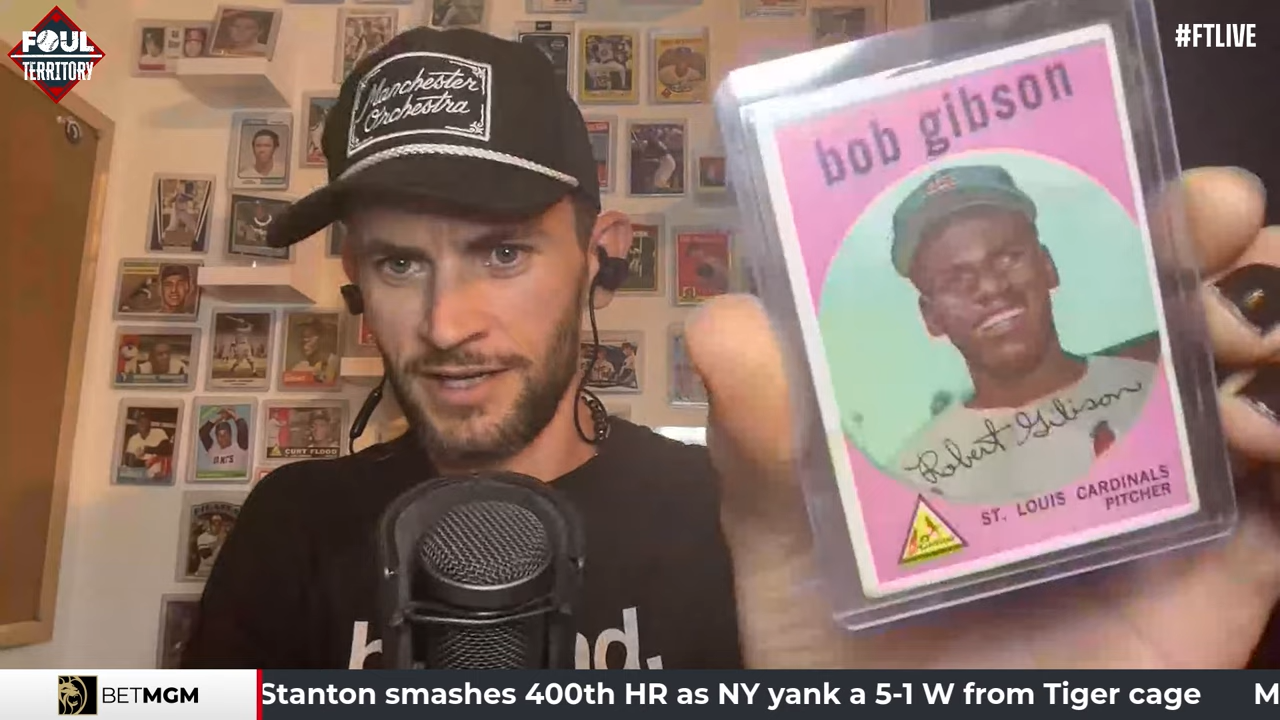 FOUL
TERRITORY
#FTLIVE
Manchester
Orchestra
bob gibson
Robert Gibson
ST. LOUIS CARDINALS
PITCHER
CURT FLOOD
BETMGM
Stanton smashes 400th HR as NY yank a 5-1 W from Tiger cage
M